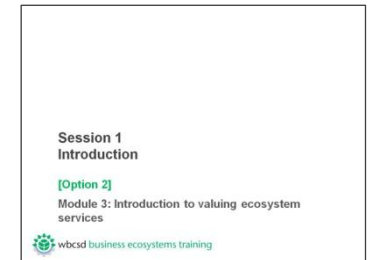 Session 1
Introduction
[Option 2]
Module 3: Introduction to valuing ecosystem
services
wbcsd business ecosystems training